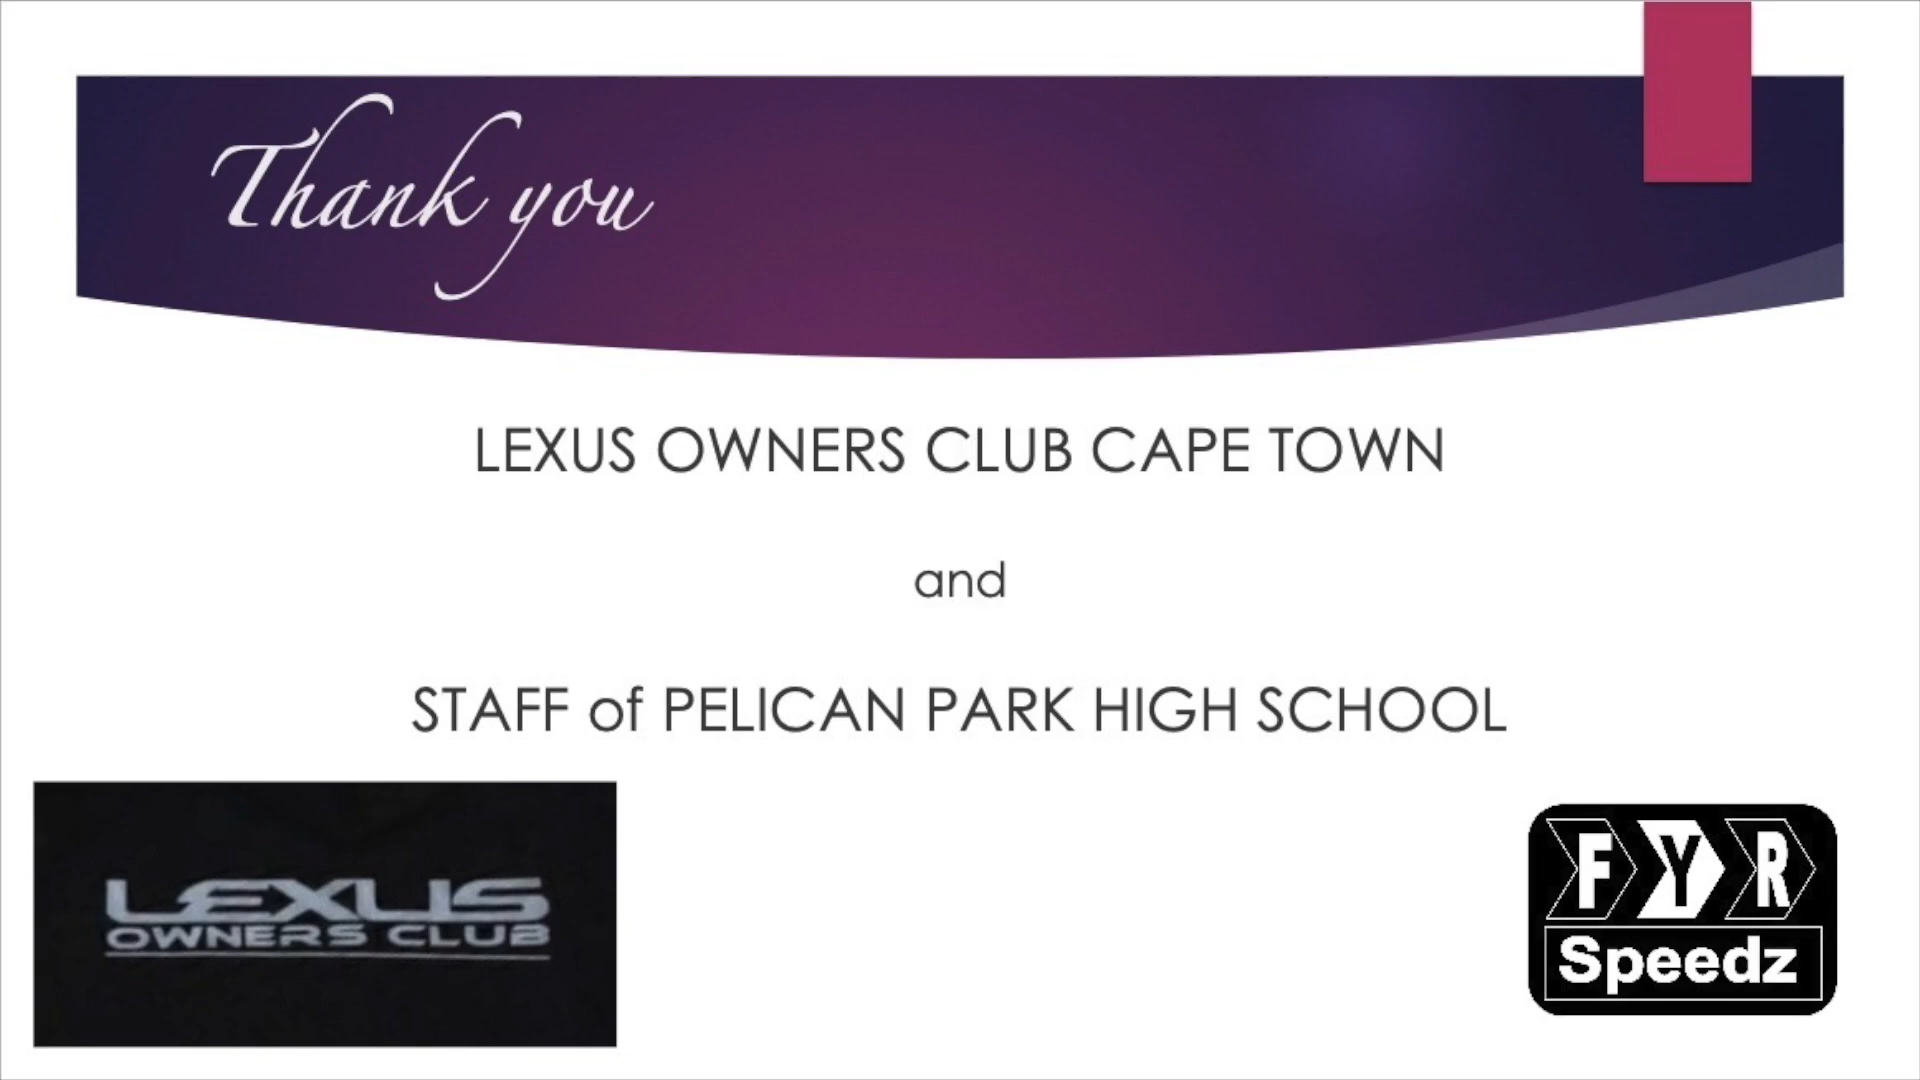 Thank you
LEXUS OWNERS CLUB CAPE TOWN
and
STAFF of PELICAN PARK HIGH SCHOOL
LEXUS
OWNERS CLUB
F Y R
Speedz